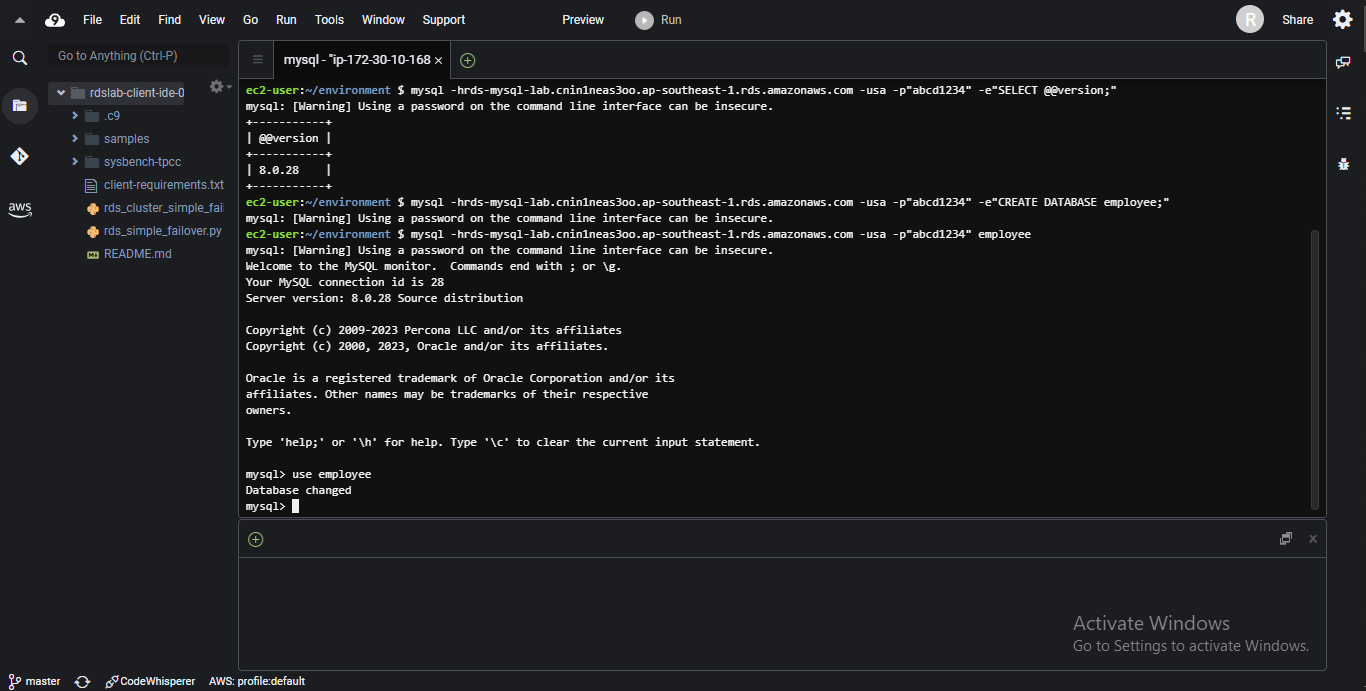 File Edit Find View Go Run Tools Window Support Preview Run R Share
Go to Anything (Ctrl-P)
mysql - "ip-172-30-10-168 ×
rdslab-client-ide-0
.c9
samples
sysbench-tpcc
client-requirements.txt
rds_cluster_simple_fail
rds_simple_failover.py
README.md
aws
ec2-user:~/environment $ mysql -hrds-mysql-lab.cnin1neas3oo.ap-southeast-1.rds.amazonaws.com -usa -p"abcd1234" -e"SELECT @@version;"
mysql: [Warning] Using a password on the command line interface can be insecure.
+-----------+
| @@version |
+-----------+
| 8.0.28    |
+-----------+
ec2-user:~/environment $ mysql -hrds-mysql-lab.cnin1neas3oo.ap-southeast-1.rds.amazonaws.com -usa -p"abcd1234" -e"CREATE DATABASE employee;"
mysql: [Warning] Using a password on the command line interface can be insecure.
ec2-user:~/environment $ mysql -hrds-mysql-lab.cnin1neas3oo.ap-southeast-1.rds.amazonaws.com -usa -p"abcd1234" employee
mysql: [Warning] Using a password on the command line interface can be insecure.
Welcome to the MySQL monitor.  Commands end with ; or \g.
Your MySQL connection id is 28
Server version: 8.0.28 Source distribution
Copyright (c) 2009-2023 Percona LLC and/or its affiliates
Copyright (c) 2000, 2023, Oracle and/or its affiliates.
Oracle is a registered trademark of Oracle Corporation and/or its
affiliates. Other names may be trademarks of their respective
owners.
Type 'help;' or '\h' for help. Type '\c' to clear the current input statement.
mysql> use employee
Database changed
mysql>
Activate Windows
Go to Settings to activate Windows.
master CodeWhisperer AWS: profile:default